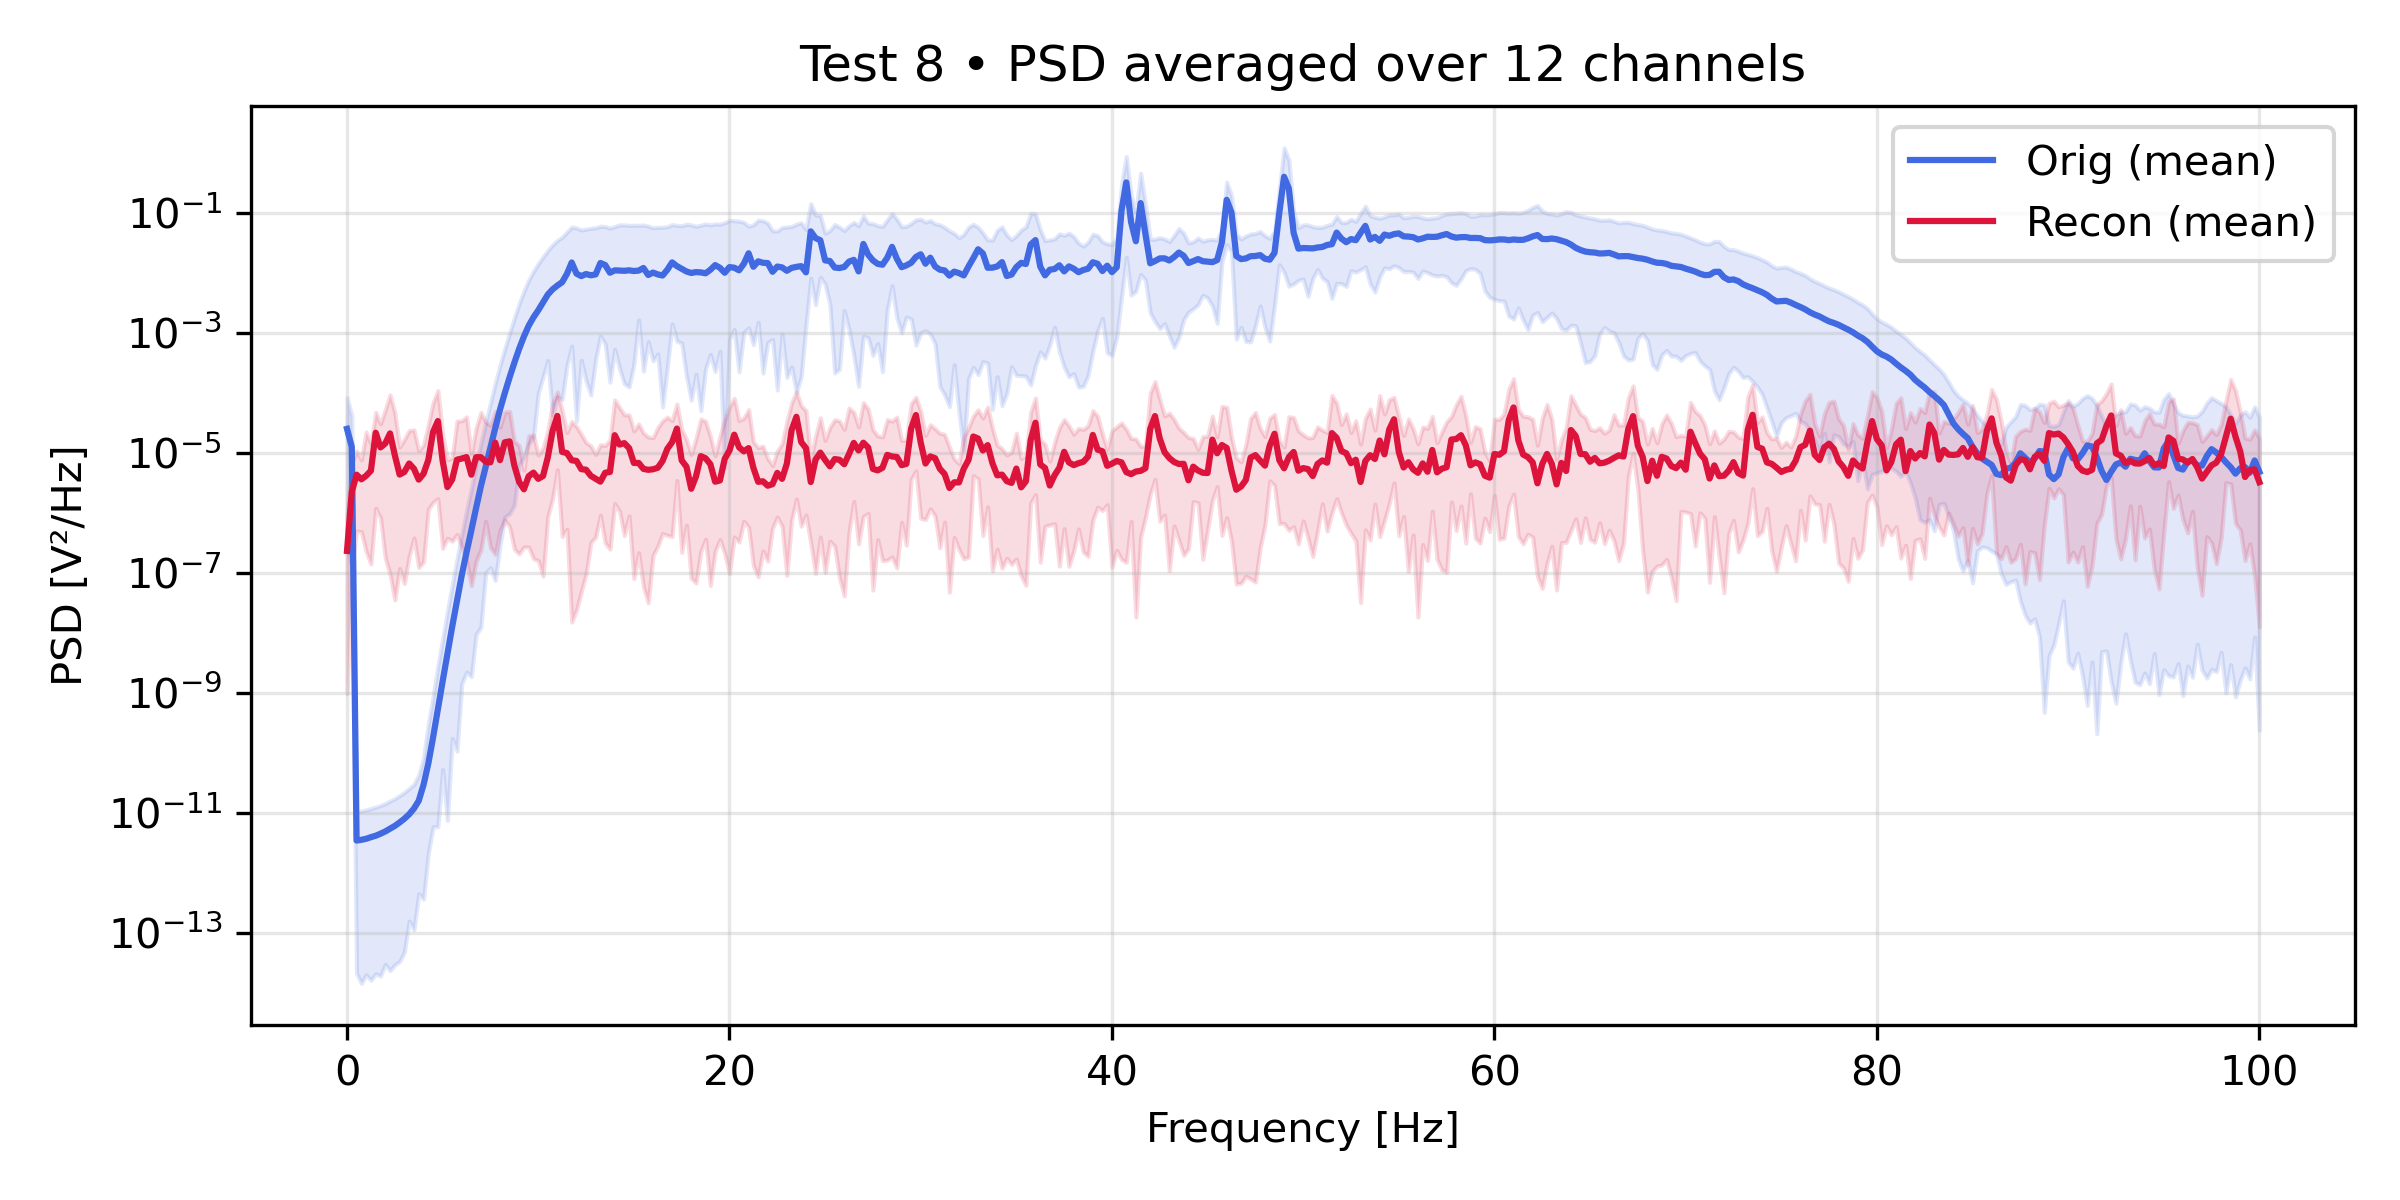 Test 8 • PSD averaged over 12 channels
Orig (mean)
Recon (mean)
PSD [V²/Hz]
10⁻¹
10⁻³
10⁻⁵
10⁻⁷
10⁻⁹
10⁻¹¹
10⁻¹³
0 20 40 60 80 100
Frequency [Hz]